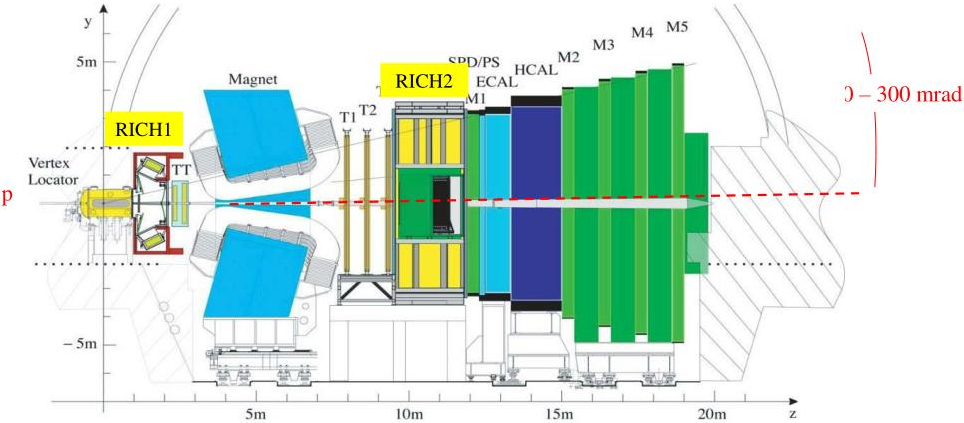 y
5m
Magnet
RICH1
Vertex
Locator
TT
p
T1
T2
RICH2
SPD/PS
ECAL
HCAL
M1
M2
M3
M4
M5
– 300 mrad
– 5m
5m
10m
15m
20m
z